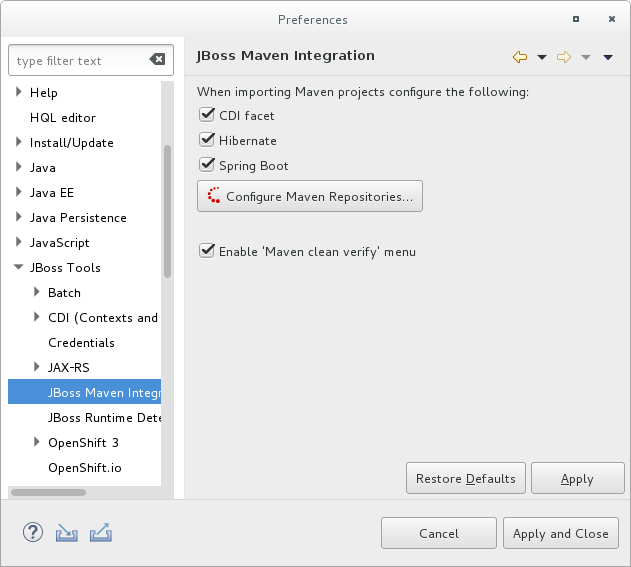 Preferences
type filter text
Help
HQL editor
Install/Update
Java
Java EE
Java Persistence
JavaScript
JBoss Tools
Batch
CDI (Contexts and
Credentials
JAX-RS
JBoss Maven Integr
JBoss Runtime Dete
OpenShift 3
OpenShift.io
JBoss Maven Integration
When importing Maven projects configure the following:
CDI facet
Hibernate
Spring Boot
Configure Maven Repositories...
Enable 'Maven clean verify' menu
Restore Defaults
Apply
?
Cancel
Apply and Close